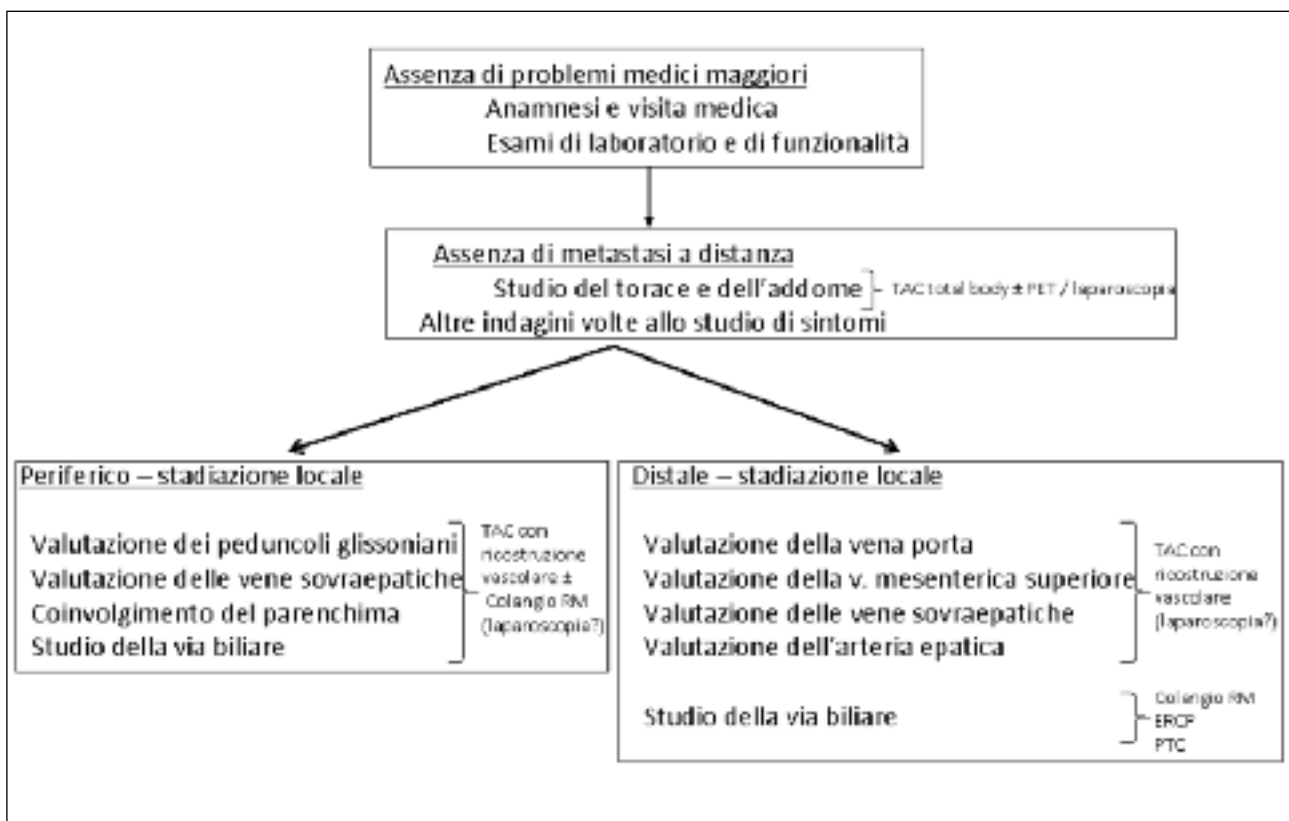 Assenza di problemi medici maggiori
Anamnesi e visita medica
Esami di laboratorio e di funzionalità
Assenza di metastasi a distanza
Studio del torace e dell'addome
TAC total body ± PET / laparoscopia
Altre indagini volte allo studio di sintomi
Periferico – stadiazione locale
Valutazione dei peduncoli glissoniani
Valutazione delle vene sovraepatiche
Coinvolgimento del parenchima
Studio della via biliare
TAC con
ricostruzione
vascolare ±
Colangio RM
(laparoscopia?)
Distale – stadiazione locale
Valutazione della vena porta
Valutazione della v. mesenterica superiore
Valutazione delle vene sovraepatiche
Valutazione dell'arteria epatica
TAC con
ricostruzione
vascolare
(laparoscopia?)
Studio della via biliare
Colangio RM
ERCP
PTC